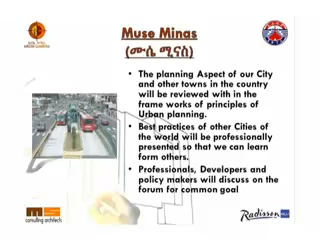 Muse Minas
(ሙሴ ሚናስ)
• The planning Aspect of our City
and other towns in the country
will be reviewed with in the
frame works of principles of
Urban planning.
• Best practices of other Cities of
the world will be professionally
presented so that we can learn
form others.
• Professionals, Developers and
policy makers will discuss on the
forum for common goal
consulting architects
Radisson BLU